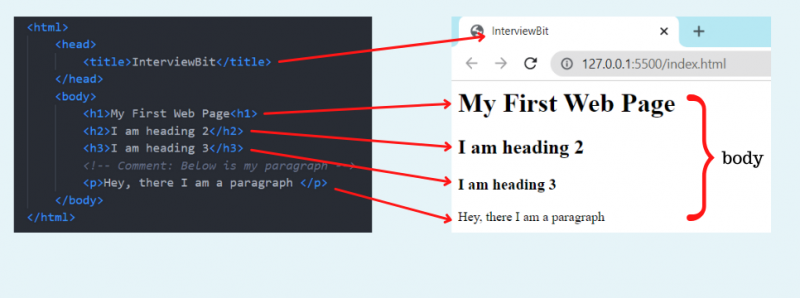 <html>
<head>
<title>InterviewBit</title>
</head>
<body>
<h1>My First Web Page<h1>
<h2>I am heading 2</h2>
<h3>I am heading 3</h3>
<!-- Comment: Below is my paragraph -->
<p>Hey, there I am a paragraph </p>
</body>
</html>
InterviewBit
127.0.0.1:5500/index.html
My First Web Page
I am heading 2
I am heading 3
Hey, there I am a paragraph
body